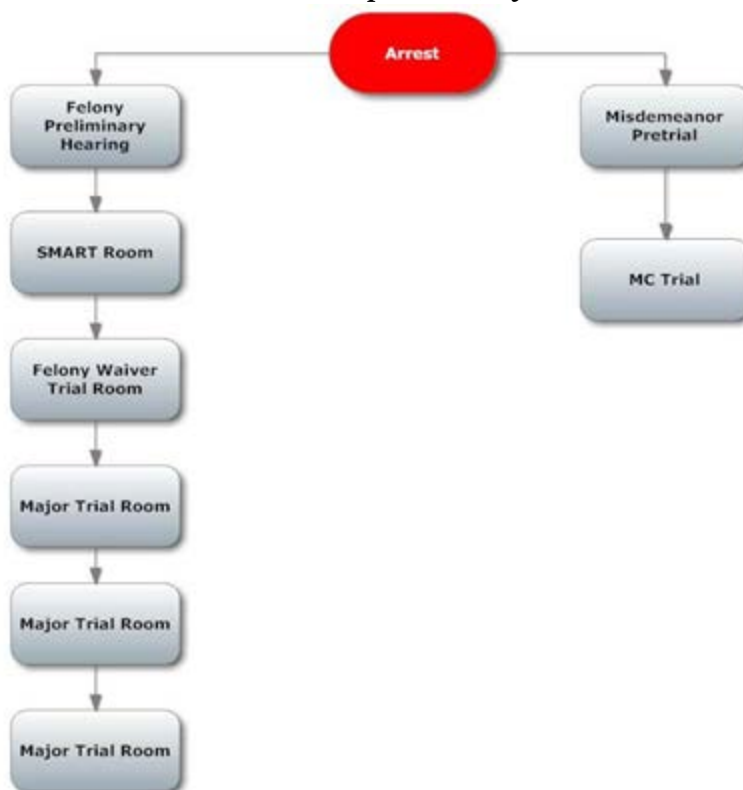 Arrest
Felony
Preliminary
Hearing
Misdemeanor
Pretrial
SMART Room
MC Trial
Felony Waiver
Trial Room
Major Trial Room
Major Trial Room
Major Trial Room